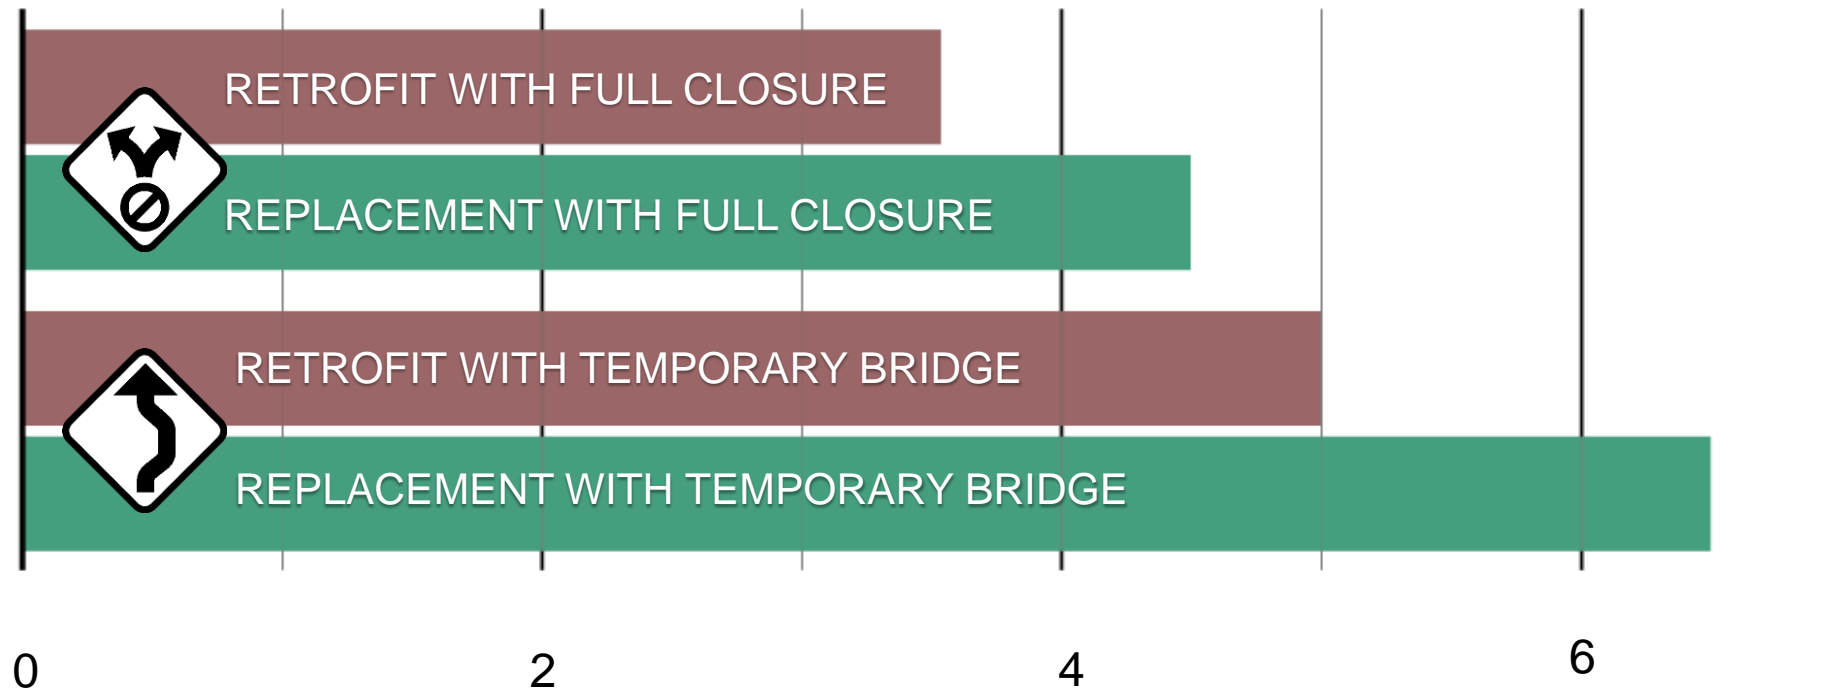 RETROFIT WITH FULL CLOSURE
REPLACEMENT WITH FULL CLOSURE
RETROFIT WITH TEMPORARY BRIDGE
REPLACEMENT WITH TEMPORARY BRIDGE
0 2 4 6